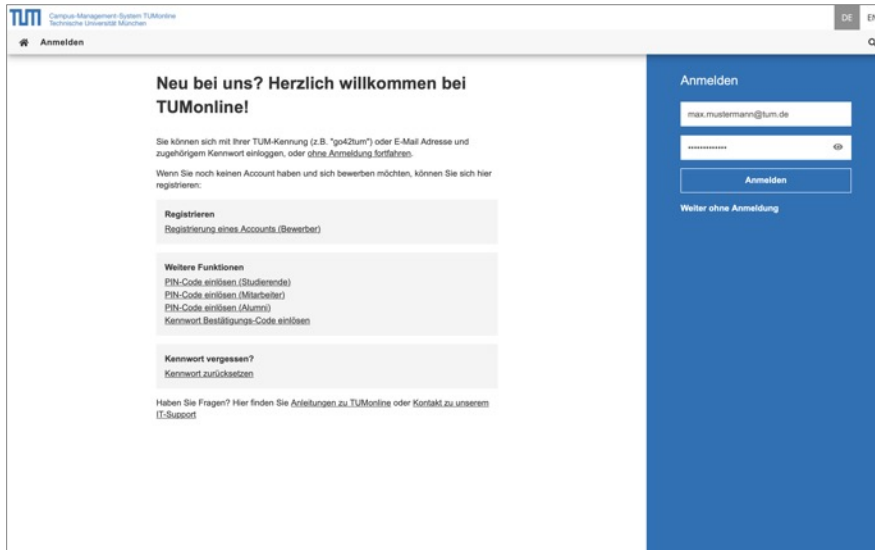 TUM
Campus-Management-System TUMonline
Technische Universität München
DE
EN
Anmelden
Neu bei uns? Herzlich willkommen bei
TUMonline!
Sie können sich mit Ihrer TUM-Kennung (z.B. "go42tum") oder E-Mail Adresse und
zugehörigem Kennwort einloggen, oder ohne Anmeldung fortfahren.
Wenn Sie noch keinen Account haben und sich bewerben möchten, können Sie sich hier
registrieren:
Registrieren
Registrierung eines Accounts (Bewerber)
Weitere Funktionen
PIN-Code einlösen (Studierende)
PIN-Code einlösen (Mitarbeiter)
PIN-Code einlösen (Alumni)
Kennwort Bestätigungs-Code einlösen
Kennwort vergessen?
Kennwort zurücksetzen
Haben Sie Fragen? Hier finden Sie Anleitungen zu TUMonline oder Kontakt zu unserem
IT-Support
Anmelden
max.mustermann@tum.de
Anmelden
Weiter ohne Anmeldung